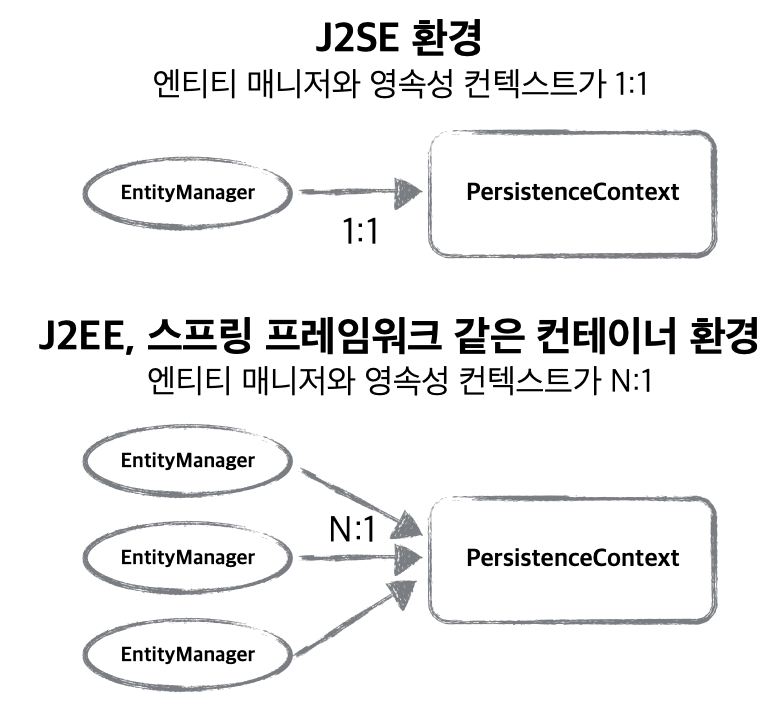 J2SE 환경
엔티티 매니저와 영속성 컨텍스트가 1:1
EntityManager
PersistenceContext
1:1
J2EE, 스프링 프레임워크 같은 컨테이너 환경
엔티티 매니저와 영속성 컨텍스트가 N:1
EntityManager
N:1
EntityManager
PersistenceContext
EntityManager